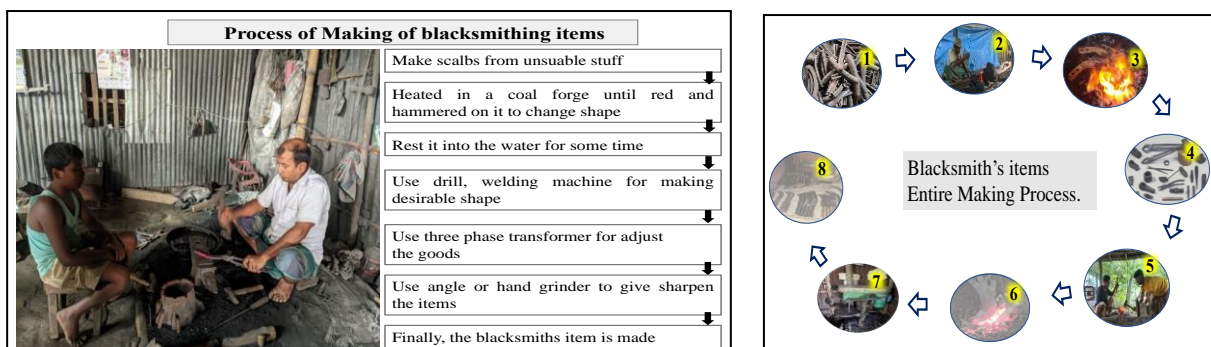 Process of Making of blacksmithing items
Make scalbs from unsuable stuff
Heated in a coal forge until red and
hammered on it to change shape
Rest it into the water for some time
Use drill, welding machine for making
desirable shape
Use three phase transformer for adjust
the goods
Use angle or hand grinder to give sharpen
the items
Finally, the blacksmiths item is made
1
2
3
4
5
6
7
8
Blacksmith's items
Entire Making Process.